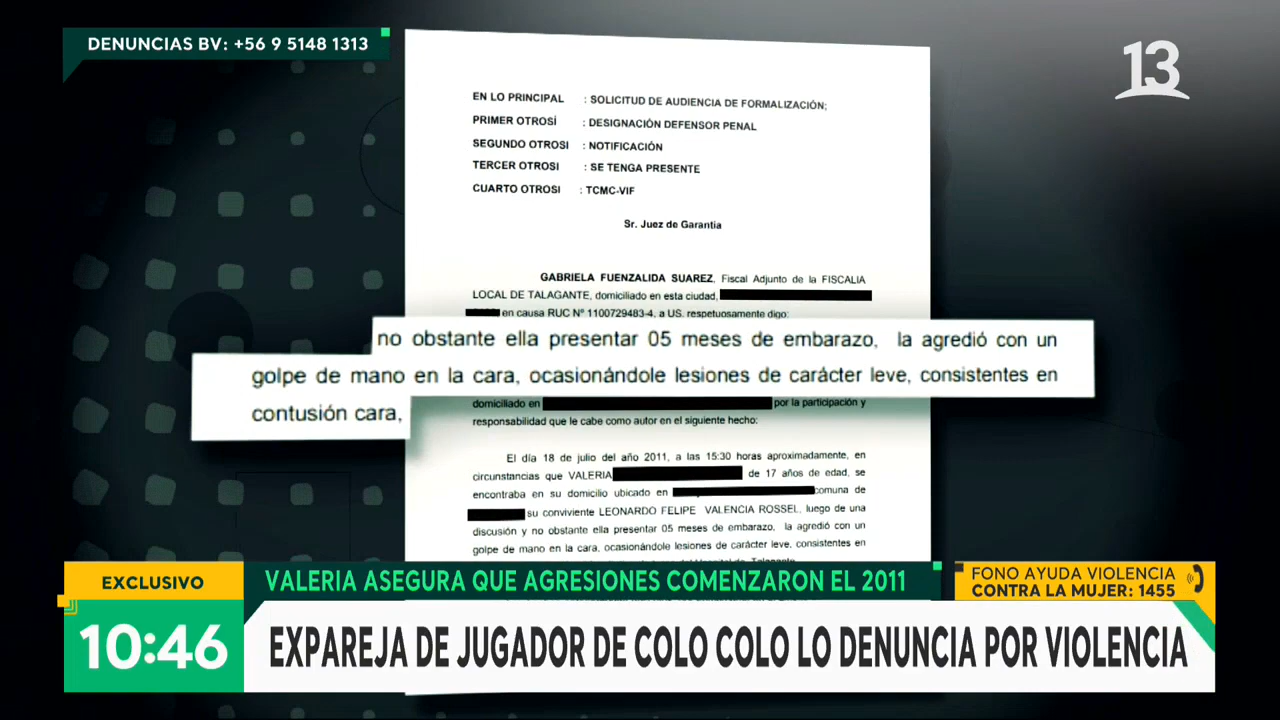 DENUNCIAS BV: +56 9 5148 1313
13
EN LO PRINCIPAL : SOLICITUD DE AUDIENCIA DE FORMALIZACIÓN;
PRIMER OTROSÍ : DESIGNACIÓN DEFENSOR PENAL
SEGUNDO OTROSI : NOTIFICACIÓN
TERCER OTROSI : SE TENGA PRESENTE
CUARTO OTROSI : TCMC-VIF
Sr. Juez de Garantia
GABRIELA FUENZALIDA SUAREZ, Fiscal Adjunto de la FISCALIA
LOCAL DE TALAGANTE, domiciliado en esta ciudad,
en causa RUC Nº 1100729483-4, a US. respetuosamente digo:
no obstante ella presentar 05 meses de embarazo, la agredió con un
golpe de mano en la cara, ocasionándole lesiones de carácter leve, consistentes en
contusión cara,
domiciliado en por la participación y
responsabilidad que le cabe como autor en el siguiente hecho:
El día 18 de julio del año 2011, a las 15:30 horas aproximadamente, en
circunstancias que VALERIA de 17 años de edad, se
encontraba en su domicilio ubicado en comuna de
su conviviente LEONARDO FELIPE VALENCIA ROSSEL, luego de una
discusión y no obstante ella presentar 05 meses de embarazo, la agredió con un
golpe de mano en la cara, ocasionándole lesiones de carácter leve, consistentes en
EXCLUSIVO
VALERIA ASEGURA QUE AGRESIONES COMENZARON EL 2011
FONO AYUDA VIOLENCIA
CONTRA LA MUJER: 1455
10:46
EXPAREJA DE JUGADOR DE COLO COLO LO DENUNCIA POR VIOLENCIA